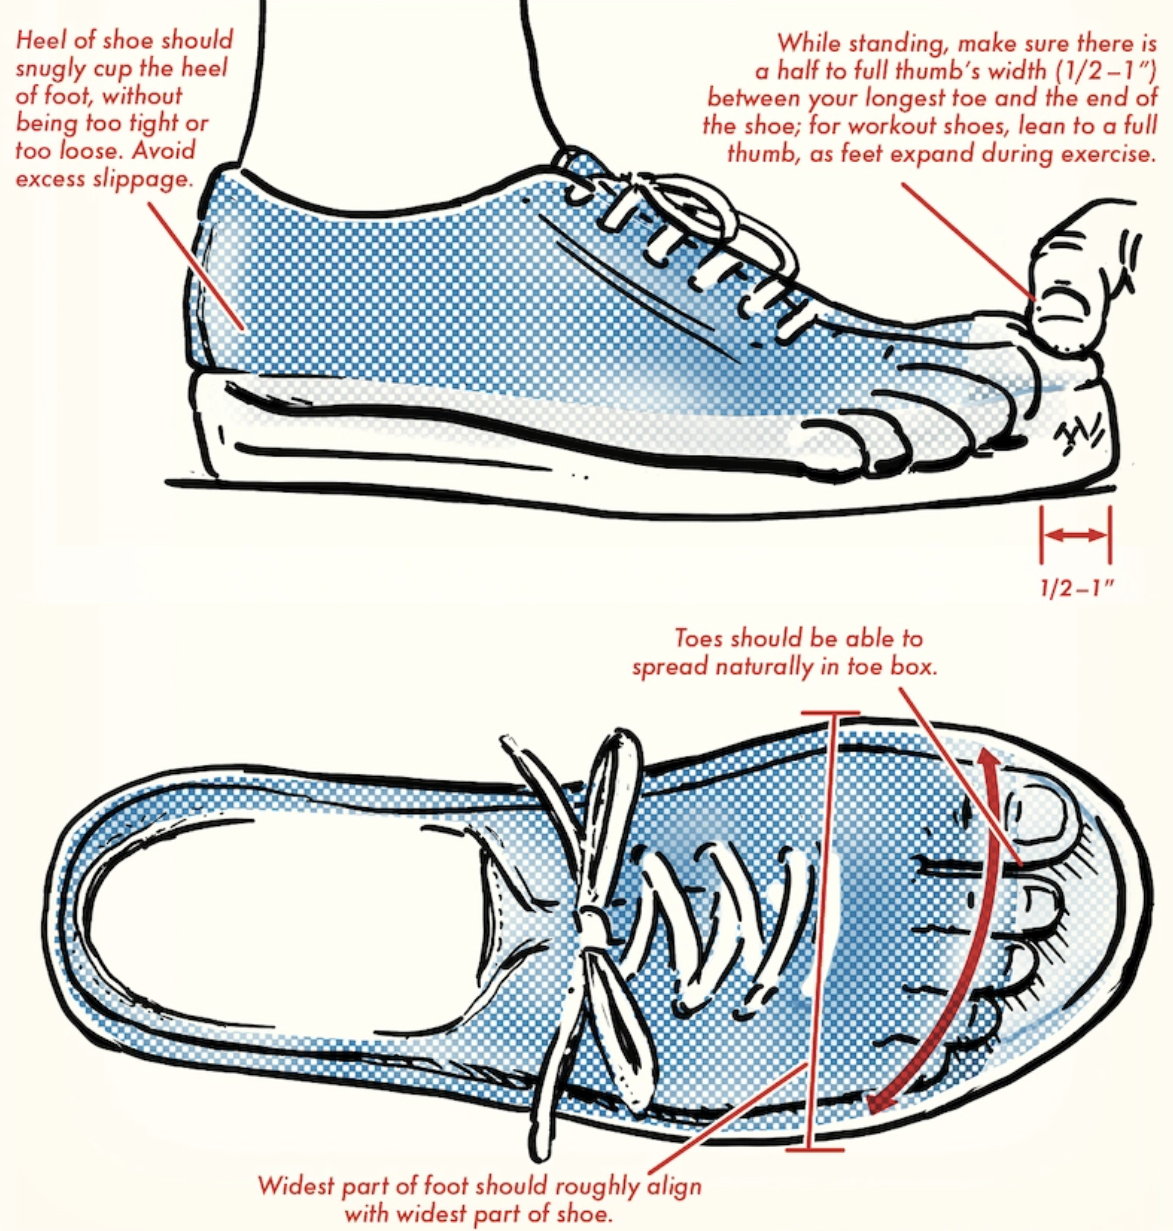 Heel of shoe should
snugly cup the heel
of foot, without
being too tight or
too loose. Avoid
excess slippage.
While standing, make sure there is
a half to full thumb's width (1/2–1")
between your longest toe and the end of
the shoe; for workout shoes, lean to a full
thumb, as feet expand during exercise.
1/2–1"
Toes should be able to
spread naturally in toe box.
Widest part of foot should roughly align
with widest part of shoe.